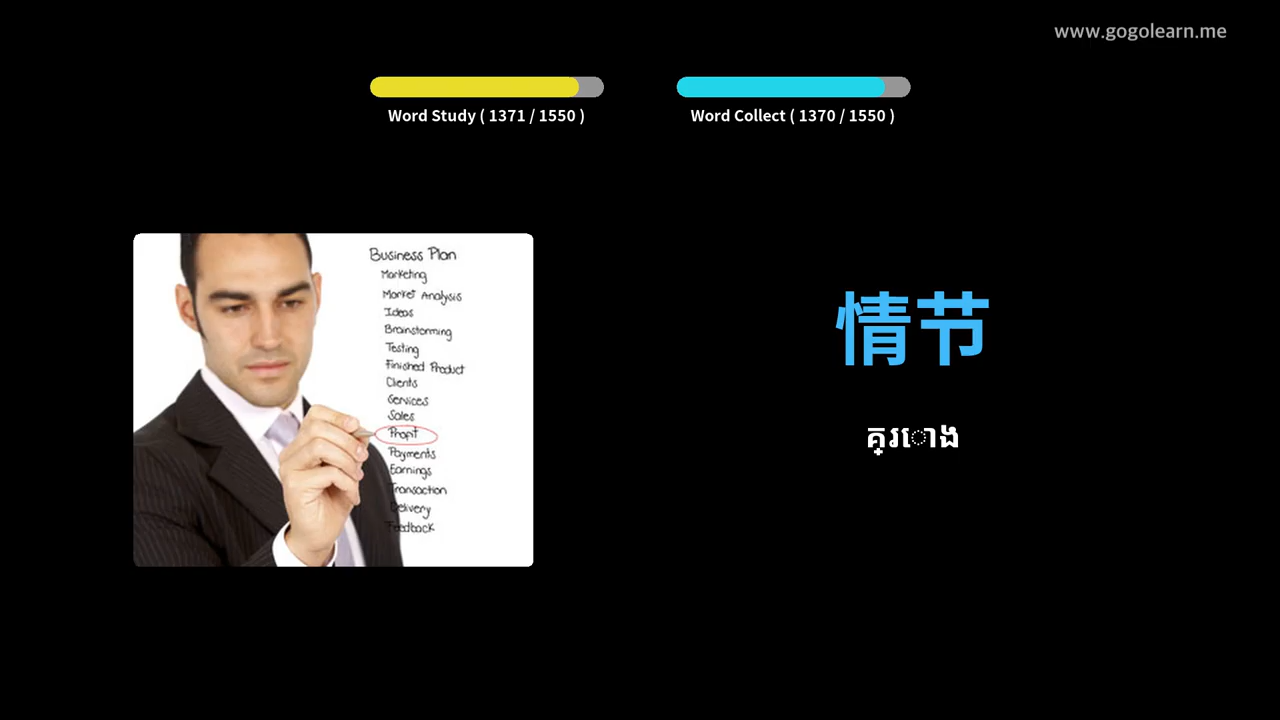 www.gogolearn.me
Word Study ( 1371 / 1550 )
Word Collect ( 1370 / 1550 )
Business Plan
Marketing
Market Analysis
Ideas
Brainstorming
Testing
Finished Product
Clients
Services
Sales
Profit
Payments
Earnings
Transaction
Delivery
Feedback
情节
គ្រោង